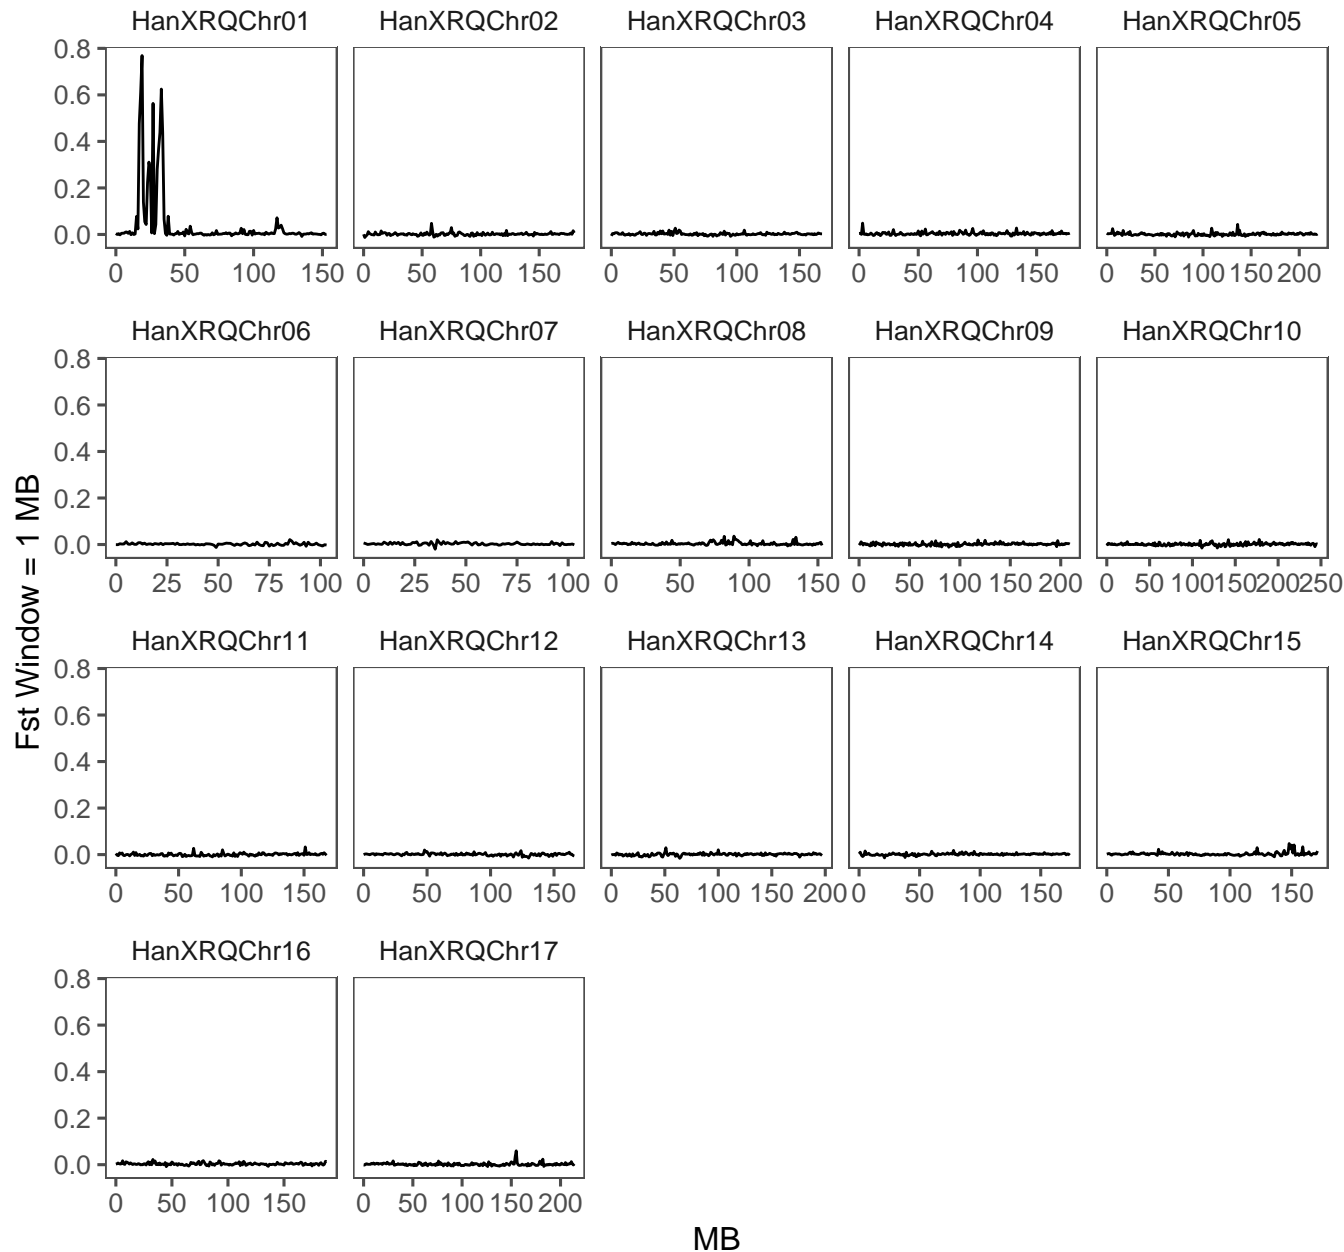 HanXRQChr01 HanXRQChr02 HanXRQChr03 HanXRQChr04 HanXRQChr05
0.8
0.6
0.4
0.2
0.0
0 50 100 150 0 50 100 150 0 50 100 150 0 50 100 150 0 50 100 150 200
HanXRQChr06 HanXRQChr07 HanXRQChr08 HanXRQChr09 HanXRQChr10
0.8
0.6
0.4
0.2
0.0
0 25 50 75 100 0 25 50 75 100 0 50 100 150 0 50 100 150 200 0 50 100 150 200 250
Fst Window = 1 MB
HanXRQChr11 HanXRQChr12 HanXRQChr13 HanXRQChr14 HanXRQChr15
0.8
0.6
0.4
0.2
0.0
0 50 100 150 0 50 100 150 0 50 100 150 200 0 50 100 150 0 50 100 150
HanXRQChr16 HanXRQChr17
0.8
0.6
0.4
0.2
0.0
0 50 100 150 0 50 100 150 200
MB